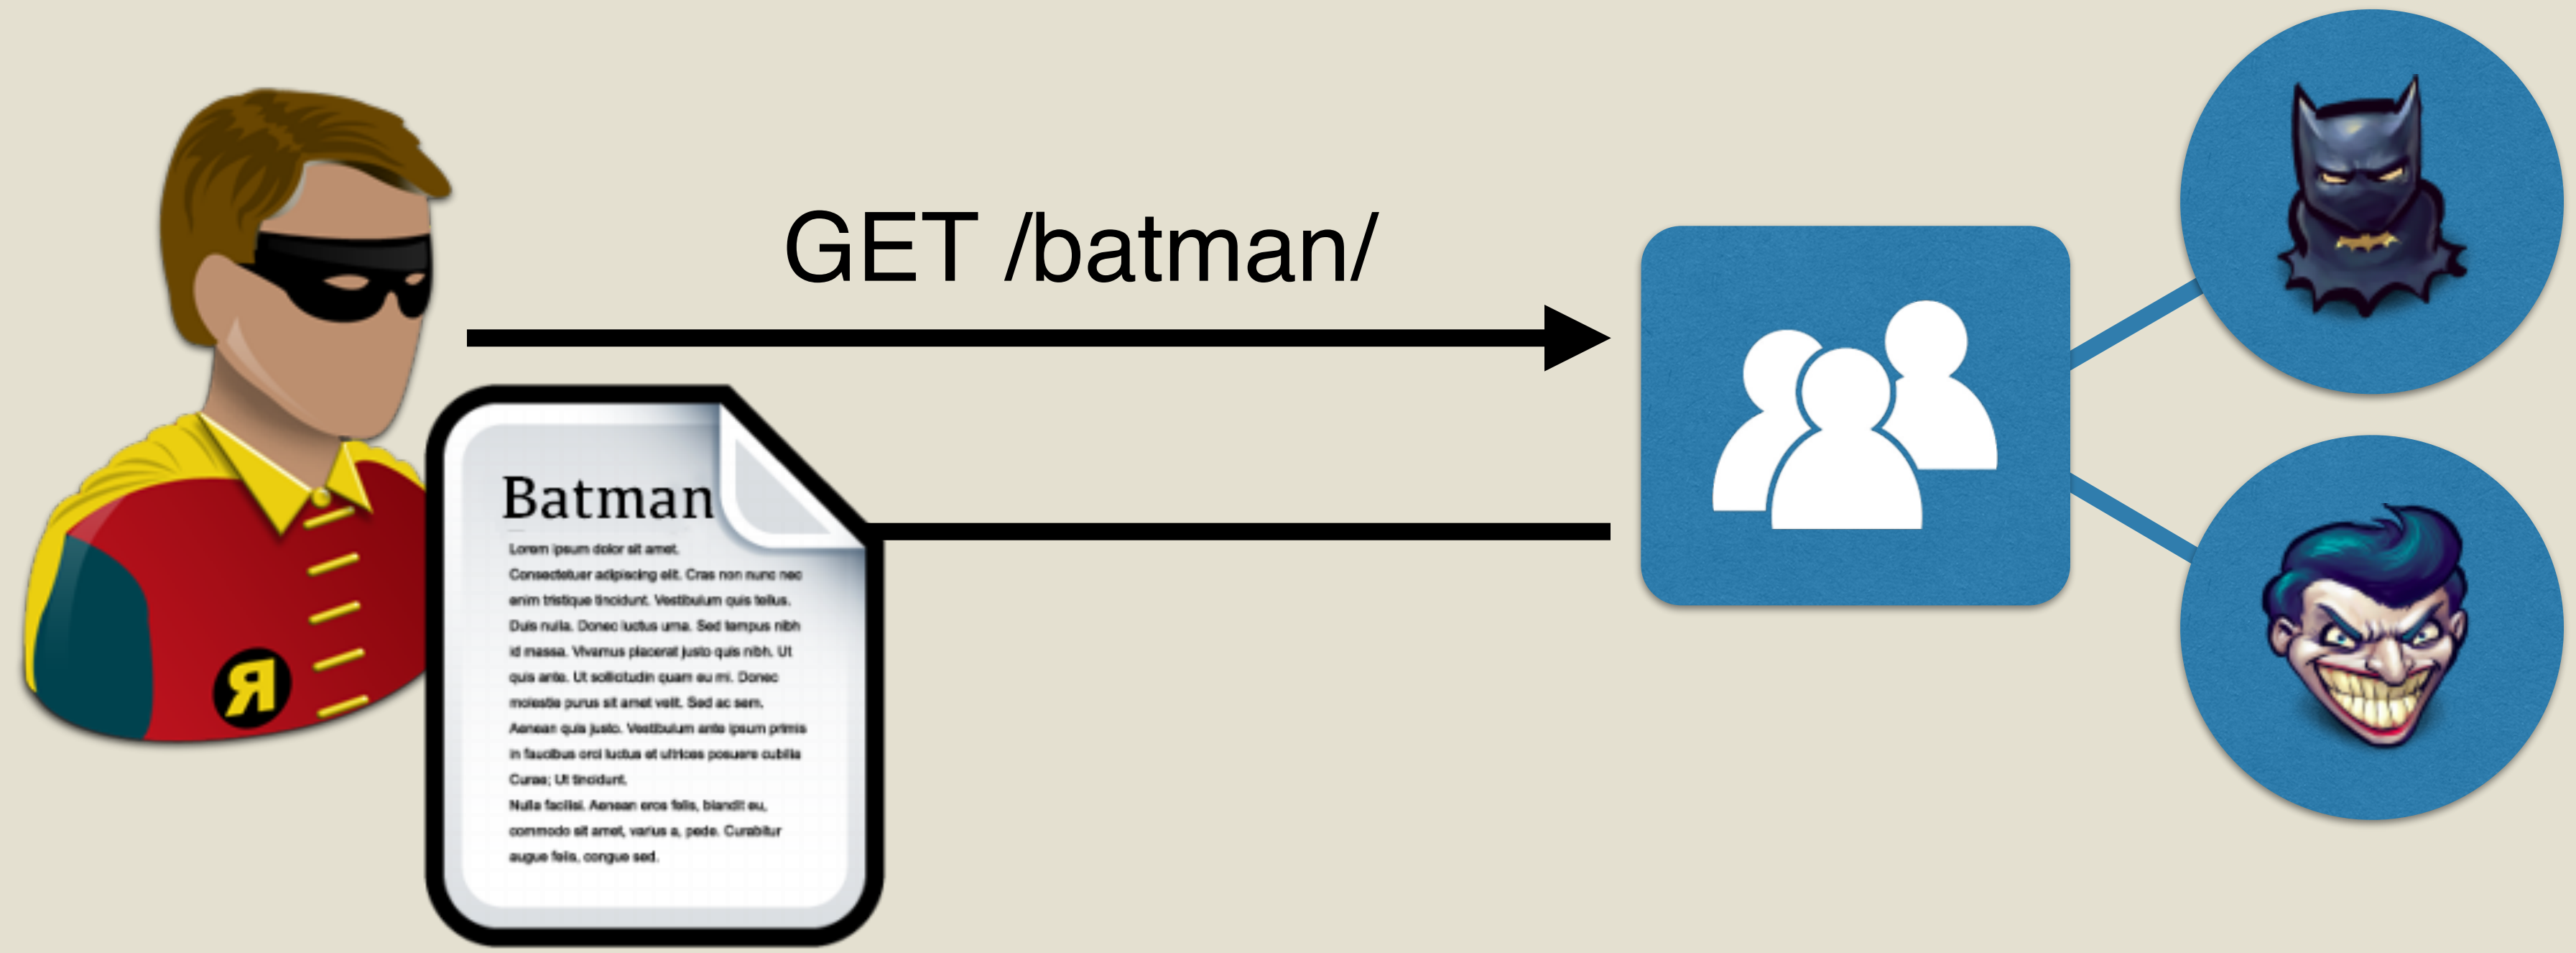 GET /batman/
Batman
Lorem ipsum dolor sit amet.
Consectetuer adipiscing elit. Cras non nunc nec
enim tristique tincidunt. Vestibulum quis tellus.
Duis nulla. Donec luctus urna. Sed tempus nibh
id massa. Vivamus placerat justo quis nibh. Ut
quis ante. Ut sollicitudin quam eu mi. Donec
molestie purus sit amet velit. Sed ac sem.
Aenean quis justo. Vestibulum ante ipsum primis
in faucibus orci luctus et ultrices posuere cubilia
Curae; Ut tincidunt.
Nulla facilisi. Aenean eros felis, blandit eu,
commodo sit amet, varius a, pede. Curabitur
augue felis, congue sed.
R